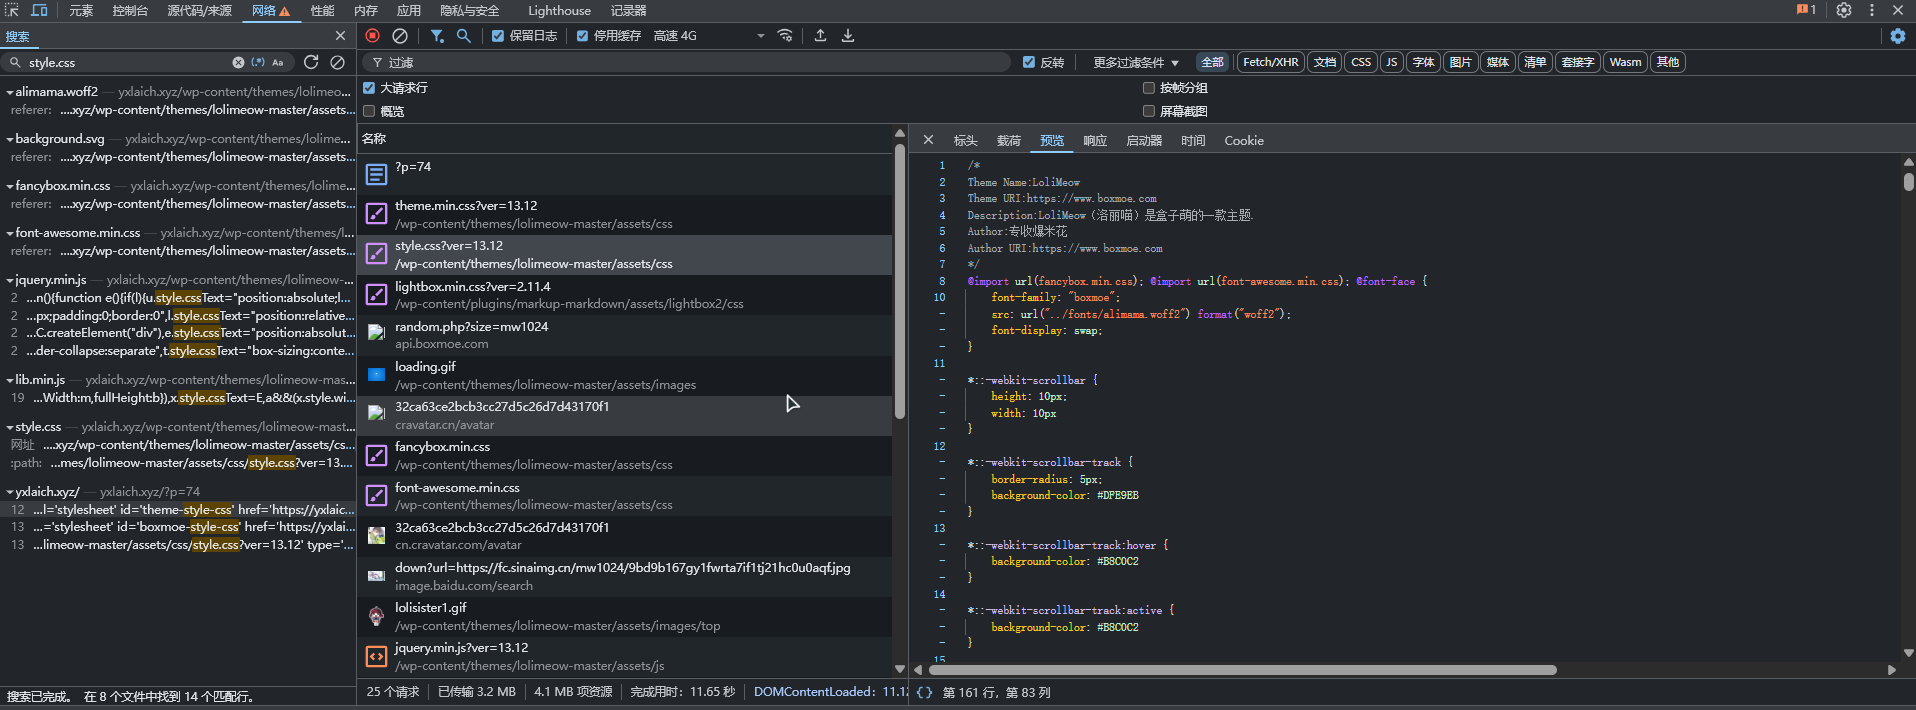 元素 控制台 源代码/来源 网络 性能 内存 应用 隐私与安全 Lighthouse 记录器 1
搜索
style.css (.*) Aa
alimama.woff2 — yxlaich.xyz/wp-content/themes/lolimeo...
referer: ....xyz/wp-content/themes/lolimeow-master/assets...
background.svg — yxlaich.xyz/wp-content/themes/lolime...
referer: ....xyz/wp-content/themes/lolimeow-master/assets...
fancybox.min.css — yxlaich.xyz/wp-content/themes/lolime...
referer: ....xyz/wp-content/themes/lolimeow-master/assets...
font-awesome.min.css — yxlaich.xyz/wp-content/themes/l...
referer: ....xyz/wp-content/themes/lolimeow-master/assets...
jquery.min.js — yxlaich.xyz/wp-content/themes/lolimeow-...
2 ...n(){function e(){if(l){u.style.cssText="position:absolute;l...
2 ...px;padding:0;border:0",l.style.cssText="position:relative...
2 ...C.createElement("div"),e.style.cssText="position:absolut...
2 ...der-collapse:separate",t.style.cssText="box-sizing:conte...
lib.min.js — yxlaich.xyz/wp-content/themes/lolimeow-mas...
19 ...Width:m,fullHeight:b}),x.style.cssText=E,a&&(x.style.wi...
style.css — yxlaich.xyz/wp-content/themes/lolimeow-mast...
网址 ....xyz/wp-content/themes/lolimeow-master/assets/cs...
:path: ...mes/lolimeow-master/assets/css/style.css?ver=13....
yxlaich.xyz/ — yxlaich.xyz/?p=74
12 ...l='stylesheet' id='theme-style-css' href='https://yxlaic...
13 ...='stylesheet' id='boxmoe-style-css' href='https://yxlai...
13 ...limeow-master/assets/css/style.css?ver=13.12' type='...
搜索已完成。 在 8 个文件中找到 14 个匹配行。
保留日志 停用缓存 高速 4G
过滤 反转 更多过滤条件 全部 Fetch/XHR 文档 CSS JS 字体 图片 媒体 清单 套接字 Wasm 其他
大请求行 按帧分组
概览 屏幕截图
名称
?p=74
theme.min.css?ver=13.12
/wp-content/themes/lolimeow-master/assets/css
style.css?ver=13.12
/wp-content/themes/lolimeow-master/assets/css
lightbox.min.css?ver=2.11.4
/wp-content/plugins/markup-markdown/assets/lightbox2/css
random.php?size=mw1024
api.boxmoe.com
loading.gif
/wp-content/themes/lolimeow-master/assets/images
32ca63ce2bcb3cc27d5c26d7d43170f1
cravatar.cn/avatar
fancybox.min.css
/wp-content/themes/lolimeow-master/assets/css
font-awesome.min.css
/wp-content/themes/lolimeow-master/assets/css
32ca63ce2bcb3cc27d5c26d7d43170f1
cn.cravatar.com/avatar
down?url=https://fc.sinaimg.cn/mw1024/9bd9b167gy1fwrta7if1tj21hc0u0aqf.jpg
image.baidu.com/search
lolisister1.gif
/wp-content/themes/lolimeow-master/assets/images/top
jquery.min.js?ver=13.12
/wp-content/themes/lolimeow-master/assets/js
25 个请求 已传输 3.2 MB 4.1 MB 项资源 完成用时：11.65 秒 DOMContentLoaded：11.12
标头 载荷 预览 响应 启动器 时间 Cookie
1 /*
2 Theme Name:LoliMeow
3 Theme URI:https://www.boxmoe.com
4 Description:LoliMeow（洛丽喵）是盒子萌的一款主题.
5 Author:专收爆米花
6 Author URI:https://www.boxmoe.com
7 */
8 @import url(fancybox.min.css); @import url(font-awesome.min.css); @font-face {
10 font-family: "boxmoe";
- src: url("../fonts/alimama.woff2") format("woff2");
- font-display: swap;
- }
11
- *::-webkit-scrollbar {
- height: 10px;
- width: 10px
- }
12
- *::-webkit-scrollbar-track {
- border-radius: 5px;
- background-color: #DFE9EB
- }
13
- *::-webkit-scrollbar-track:hover {
- background-color: #B8C0C2
- }
14
- *::-webkit-scrollbar-track:active {
- background-color: #B8C0C2
- }
15
{} 第 161 行，第 83 列